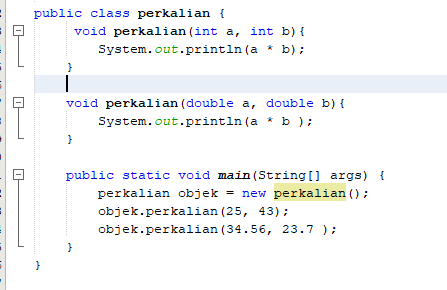 public class perkalian {
void perkalian(int a, int b){
System.out.println(a * b);
}
void perkalian(double a, double b){
System.out.println(a * b );
}
public static void main(String[] args) {
perkalian objek = new perkalian();
objek.perkalian(25, 43);
objek.perkalian(34.56, 23.7 );
}
}